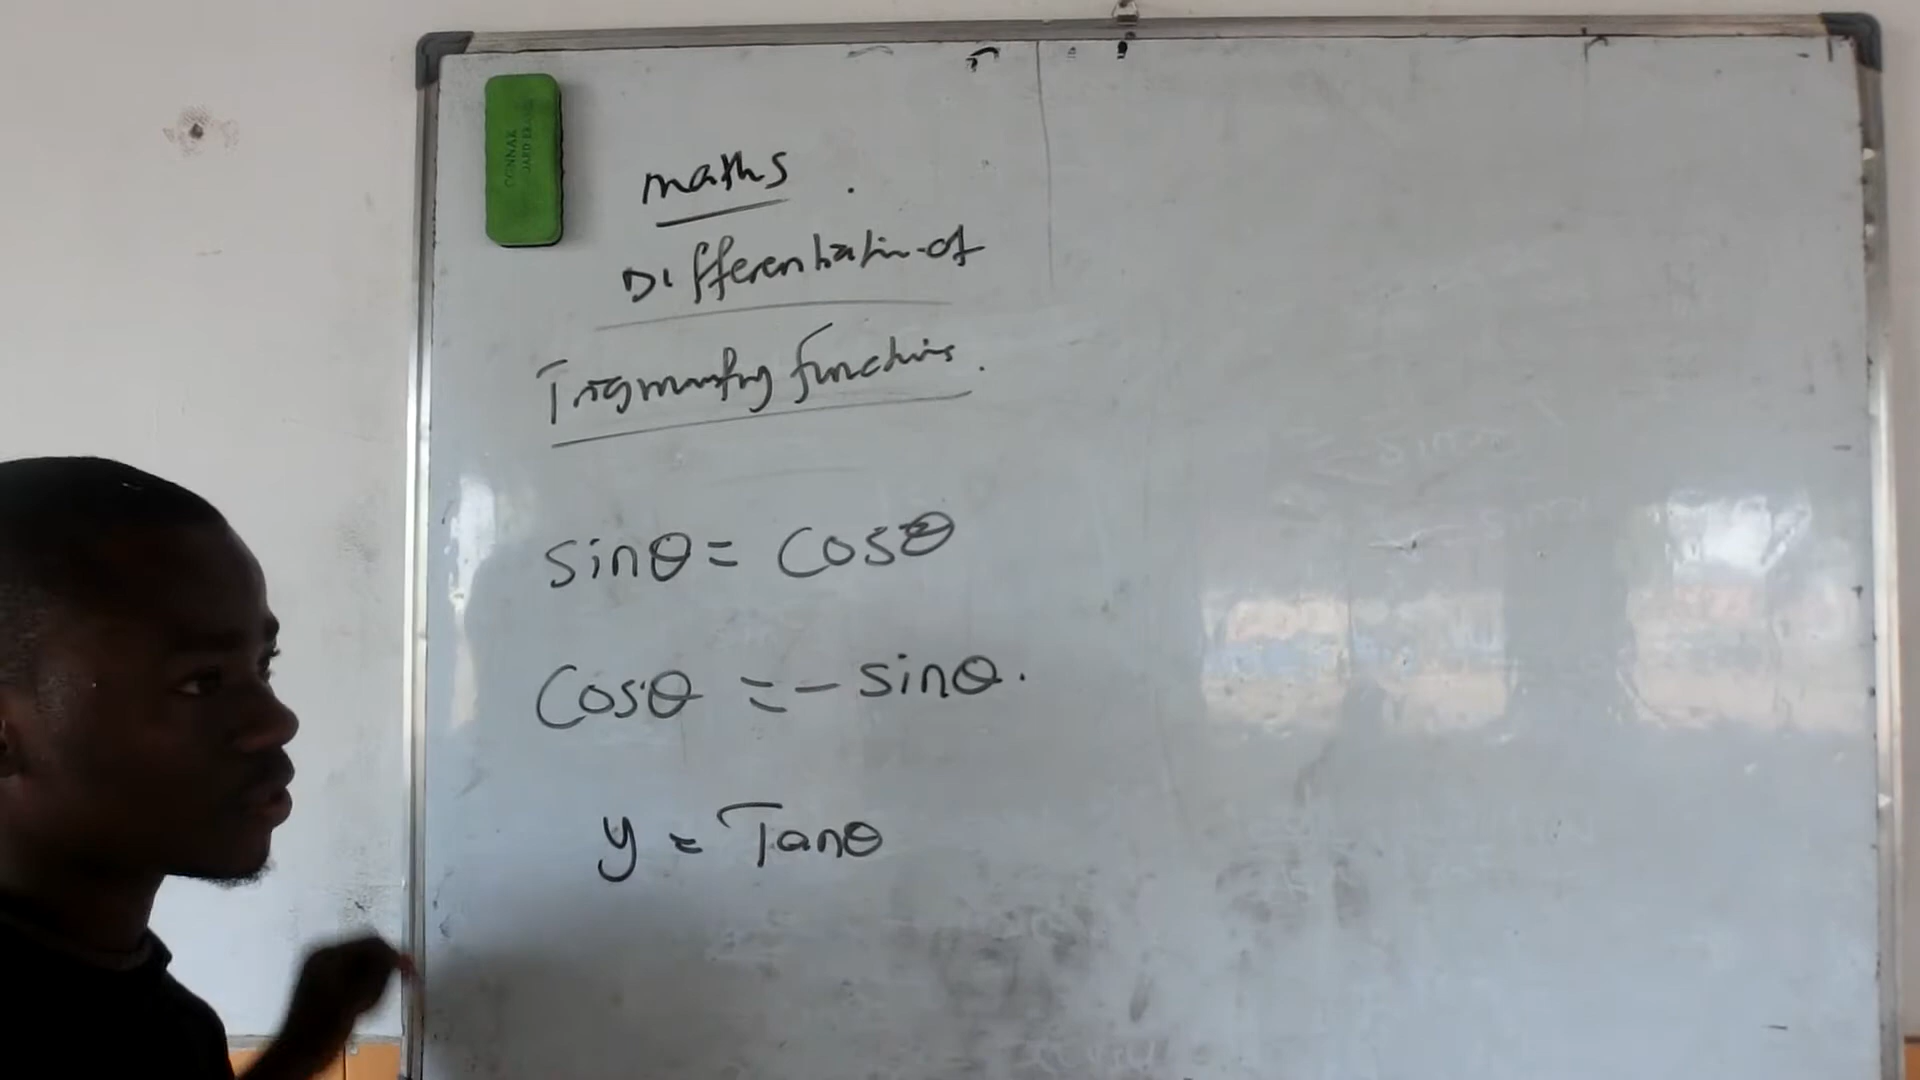 maths
Differentiation of
Trigonometry functions.
sinθ = cosθ
cosθ = - sinθ.
y = Tanθ